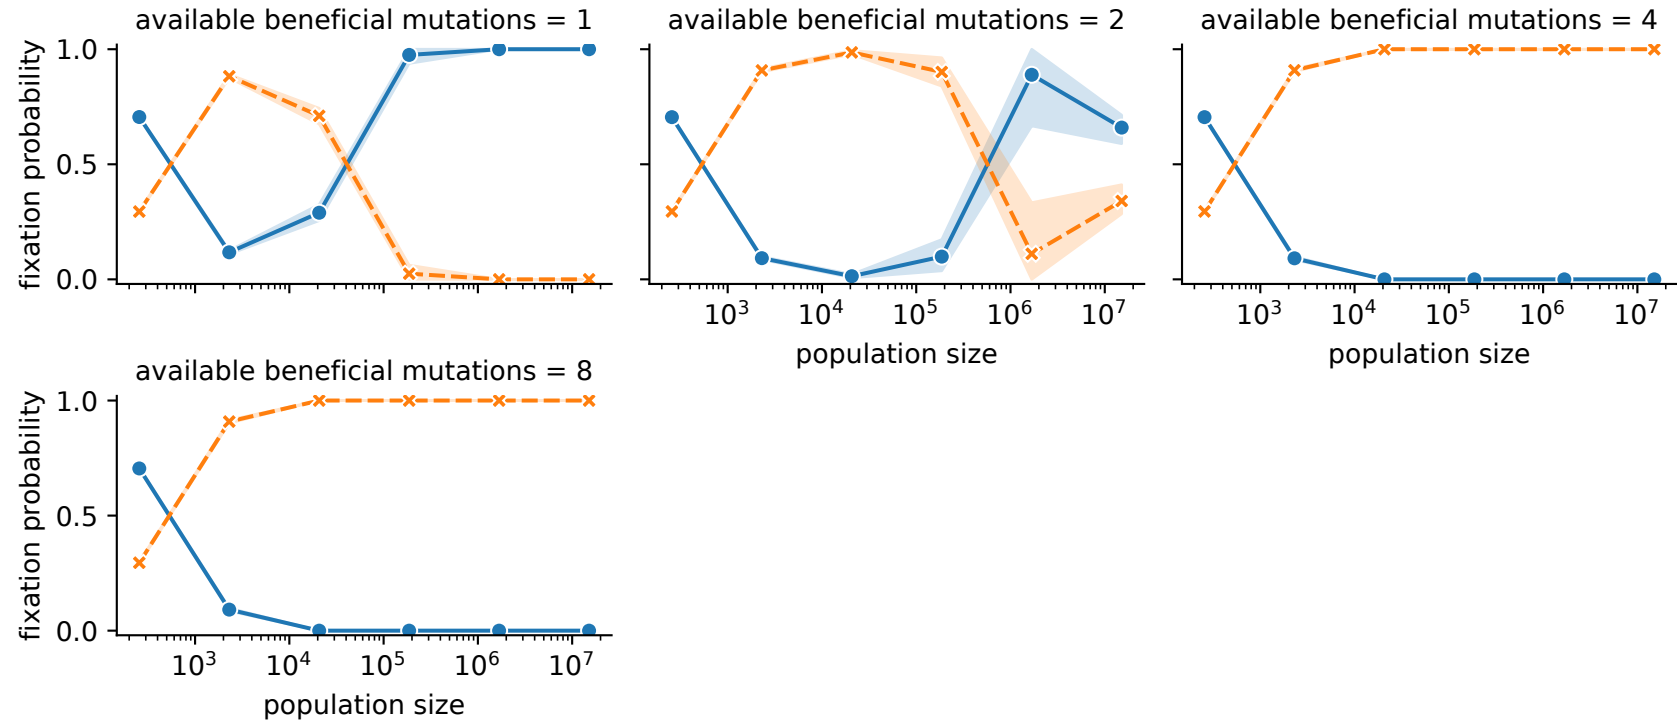 available beneficial mutations = 1
available beneficial mutations = 2
available beneficial mutations = 4
fixation probability
1.0
0.5
0.0
10³ 10⁴ 10⁵ 10⁶ 10⁷
population size
10³ 10⁴ 10⁵ 10⁶ 10⁷
population size
available beneficial mutations = 8
fixation probability
1.0
0.5
0.0
10³ 10⁴ 10⁵ 10⁶ 10⁷
population size